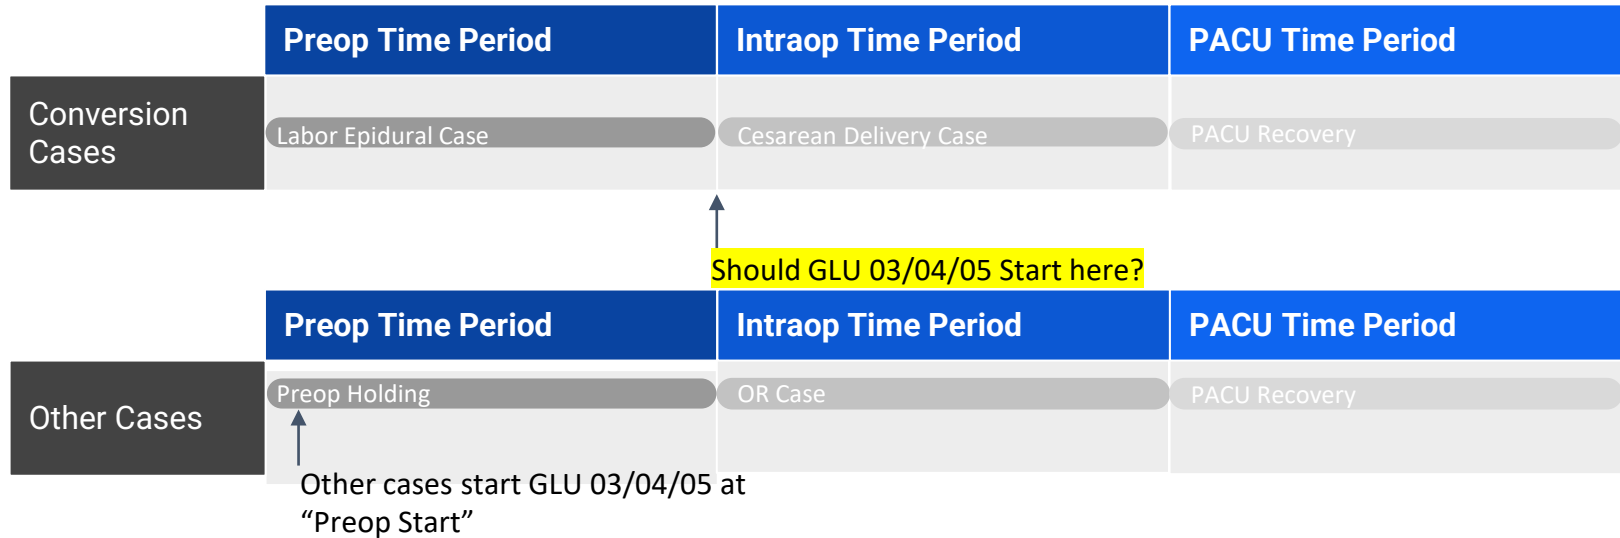 Preop Time Period
Intraop Time Period
PACU Time Period
Conversion
Cases
Labor Epidural Case
Cesarean Delivery Case
PACU Recovery
Should GLU 03/04/05 Start here?
Preop Time Period
Intraop Time Period
PACU Time Period
Other Cases
Preop Holding
OR Case
PACU Recovery
Other cases start GLU 03/04/05 at
“Preop Start”